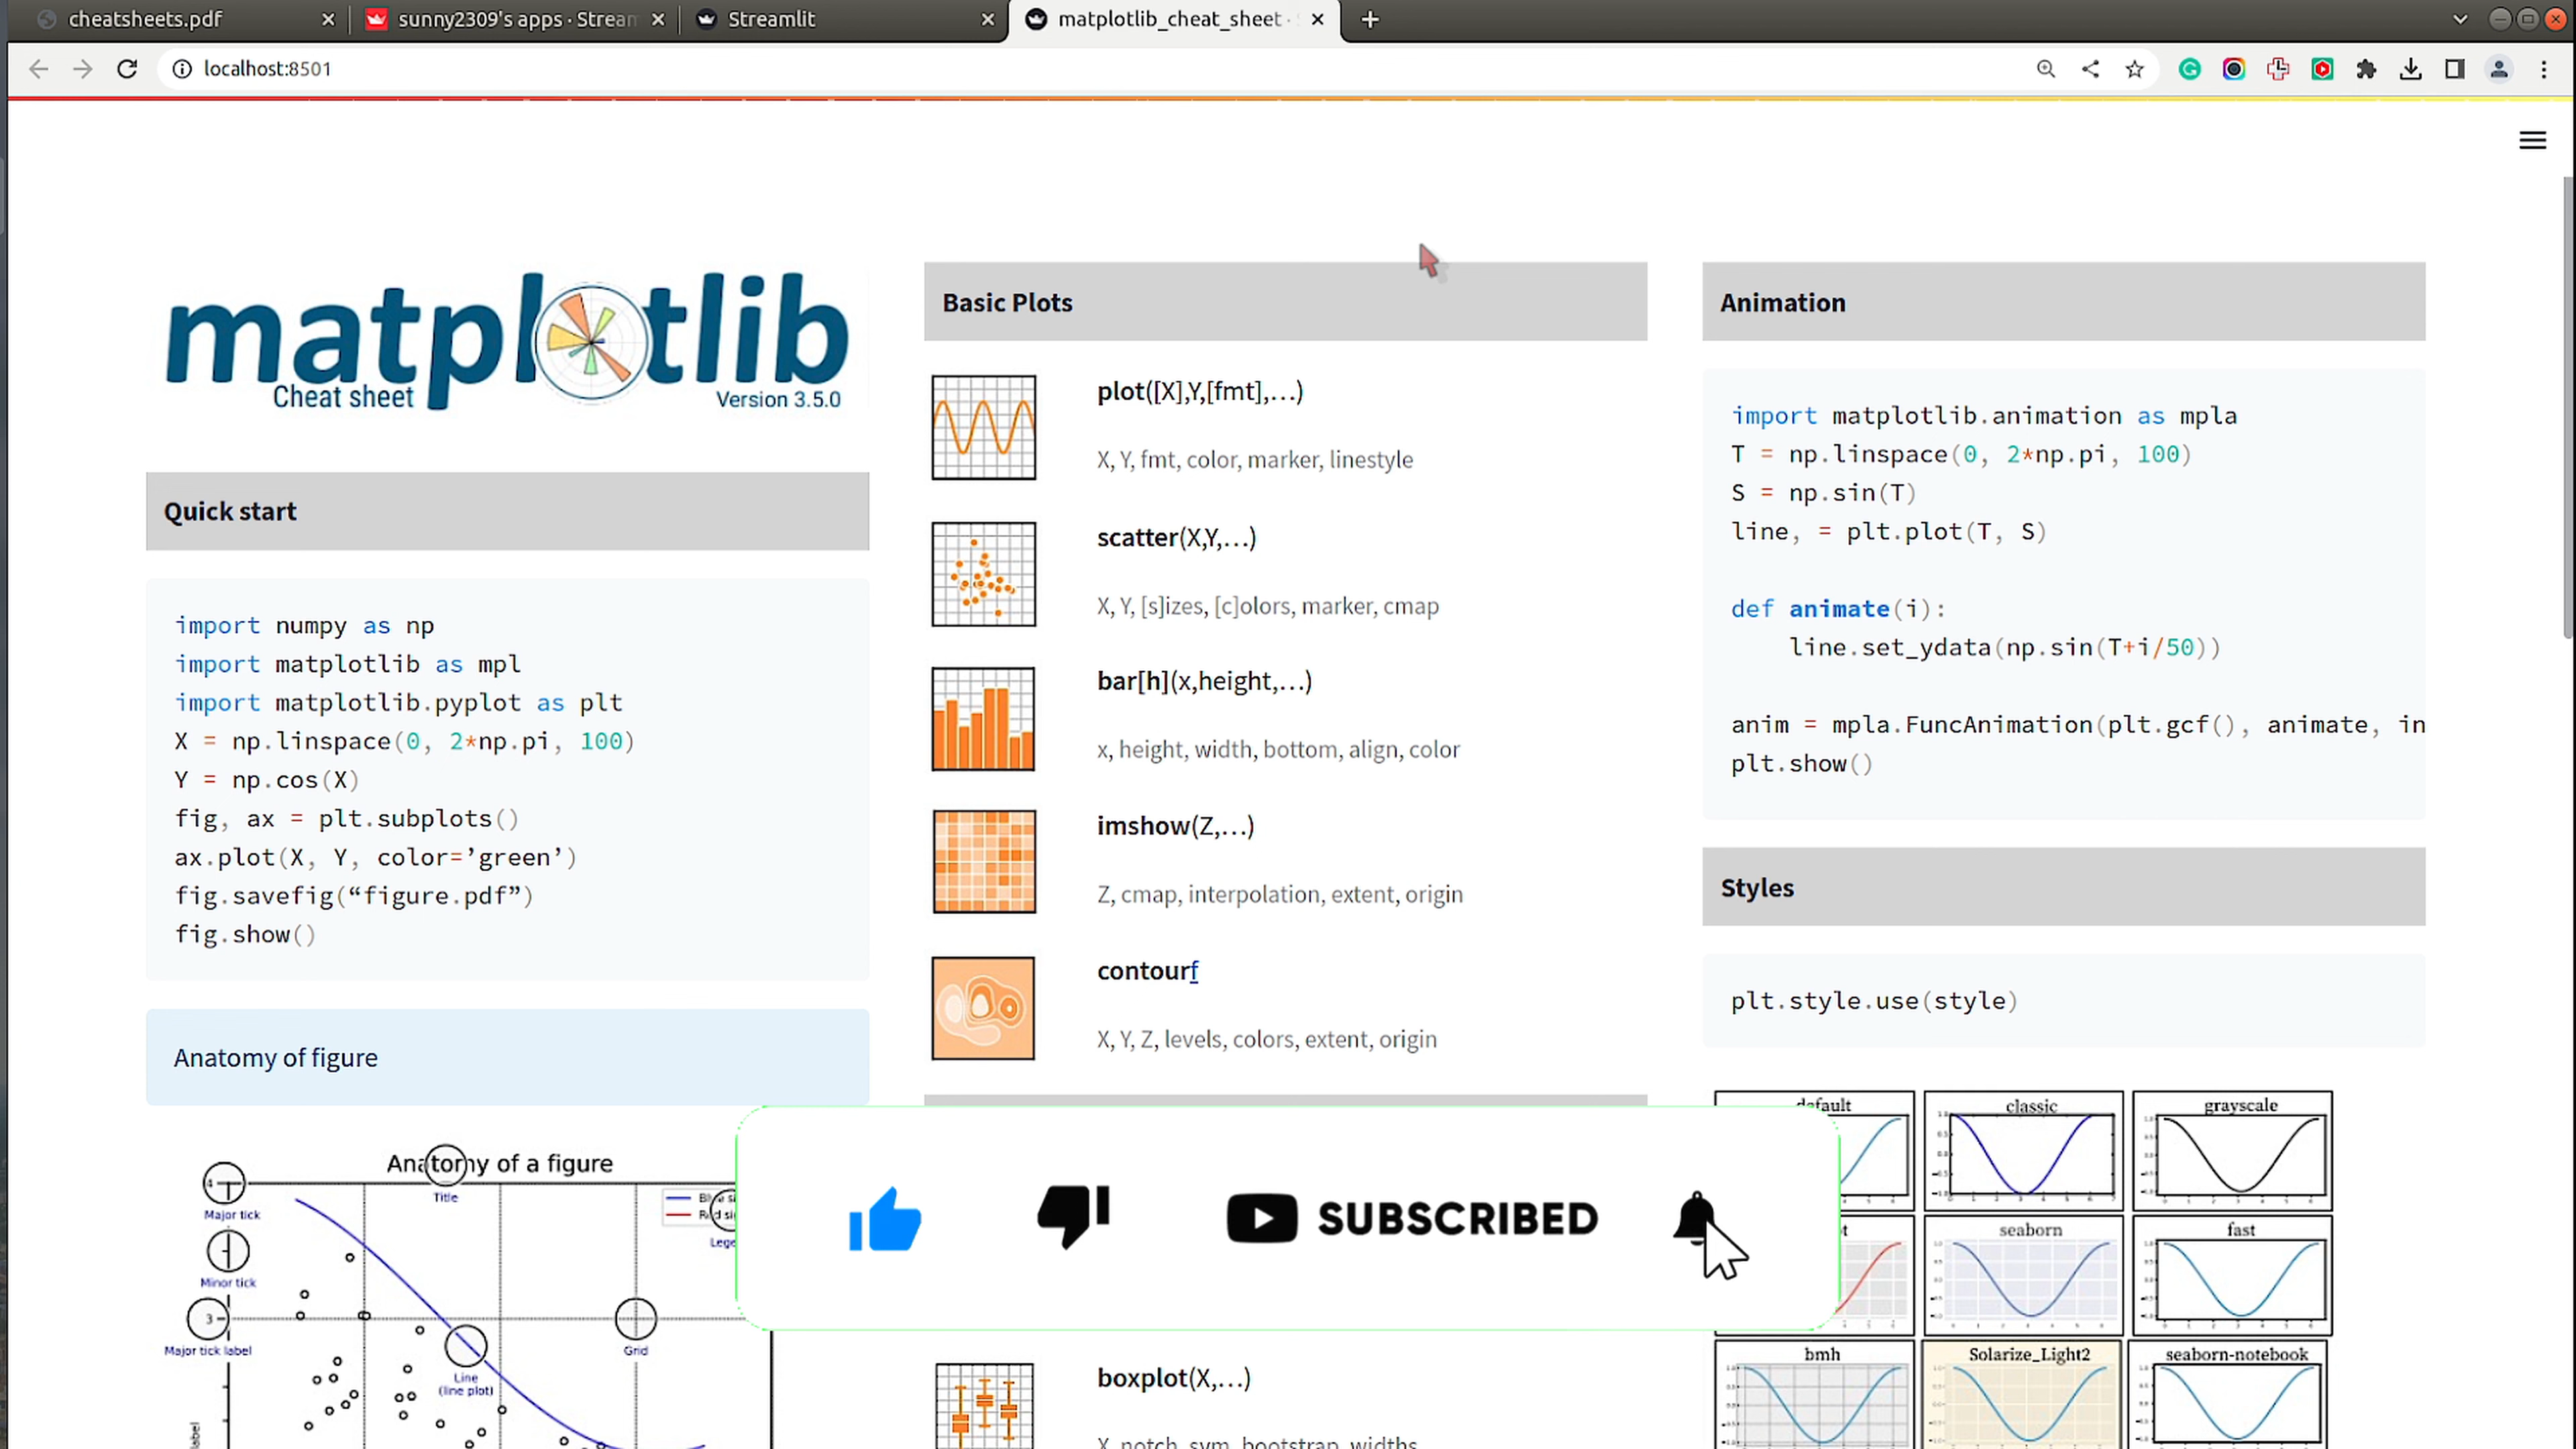 cheatsheets.pdf
sunny2309's apps · Stream
Streamlit
matplotlib_cheat_sheet ·
localhost:8501
matplotlib
Cheat sheet
Version 3.5.0
Quick start
import numpy as np
import matplotlib as mpl
import matplotlib.pyplot as plt
X = np.linspace(0, 2*np.pi, 100)
Y = np.cos(X)
fig, ax = plt.subplots()
ax.plot(X, Y, color=’green’)
fig.savefig(“figure.pdf”)
fig.show()
Anatomy of figure
Anatomy of a figure
Title
4
Major tick
Minor tick
3
Major tick label
Line
(line plot)
Grid
Basic Plots
plot([X],Y,[fmt],…)
X, Y, fmt, color, marker, linestyle
scatter(X,Y,…)
X, Y, [s]izes, [c]olors, marker, cmap
bar[h](x,height,…)
x, height, width, bottom, align, color
imshow(Z,…)
Z, cmap, interpolation, extent, origin
contourf
X, Y, Z, levels, colors, extent, origin
SUBSCRIBED
boxplot(X,…)
X, notch, sym, bootstrap, widths
Animation
import matplotlib.animation as mpla
T = np.linspace(0, 2*np.pi, 100)
S = np.sin(T)
line, = plt.plot(T, S)
def animate(i):
line.set_ydata(np.sin(T+i/50))
anim = mpla.FuncAnimation(plt.gcf(), animate, in
plt.show()
Styles
plt.style.use(style)
default
classic
grayscale
seaborn
fast
bmh
Solarize_Light2
seaborn-notebook